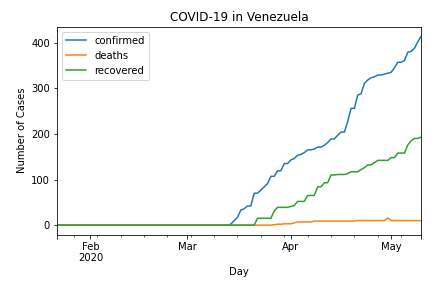 COVID-19 in Venezuela
confirmed
deaths
recovered
Number of Cases
400
300
200
100
0
Feb
2020
Mar
Apr
May
Day